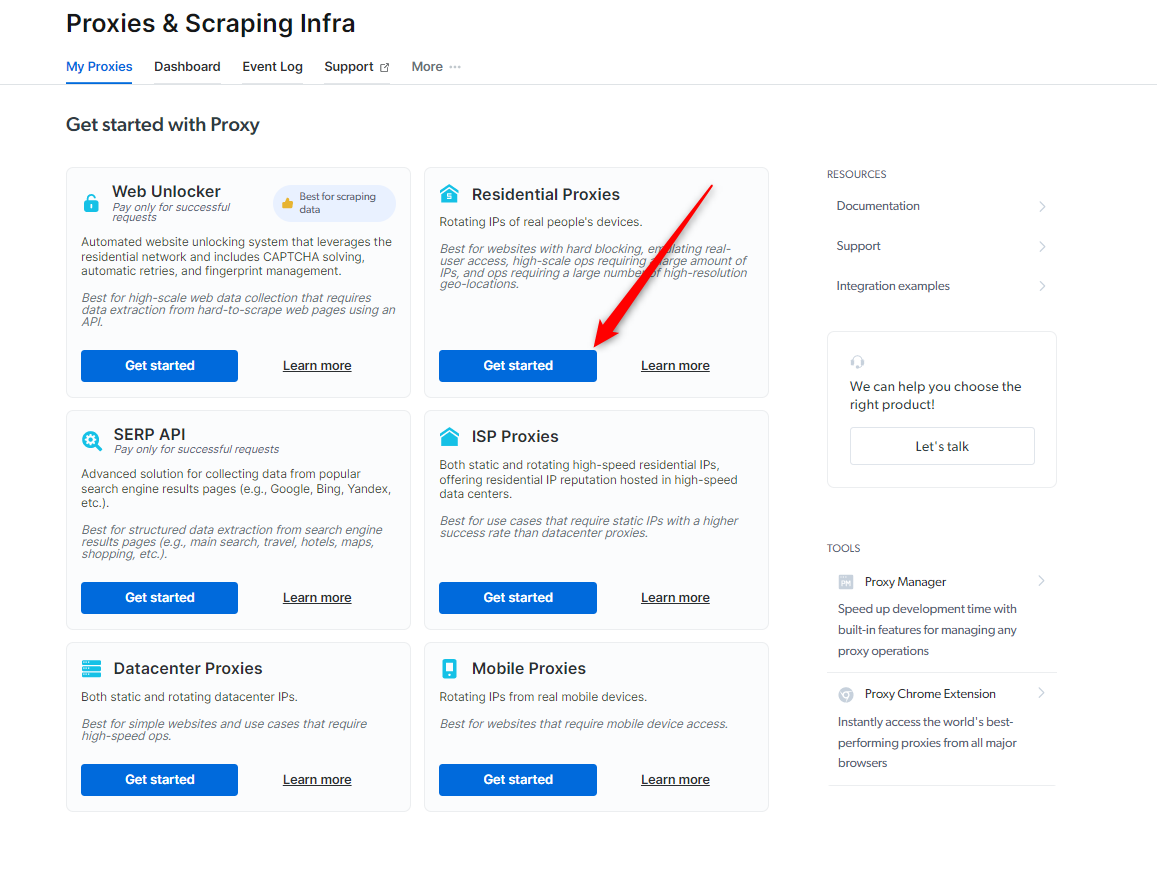 Proxies & Scraping Infra
My Proxies Dashboard Event Log Support More ···
Get started with Proxy
Web Unlocker
Pay only for successful
requests
Best for scraping
data
Automated website unlocking system that leverages the
residential network and includes CAPTCHA solving,
automatic retries, and fingerprint management.
Best for high-scale web data collection that requires
data extraction from hard-to-scrape web pages using an
API.
Get started Learn more
Residential Proxies
Rotating IPs of real people's devices.
Best for websites with hard blocking, emulating real-
user access, high-scale ops requiring a large amount of
IPs, and ops requiring a large number of high-resolution
geo-locations.
Get started Learn more
SERP API
Pay only for successful requests
Advanced solution for collecting data from popular
search engine results pages (e.g., Google, Bing, Yandex,
etc.).
Best for structured data extraction from search engine
results pages (e.g., main search, travel, hotels, maps,
shopping, etc.).
Get started Learn more
ISP Proxies
Both static and rotating high-speed residential IPs,
offering residential IP reputation hosted in high-speed
data centers.
Best for use cases that require static IPs with a higher
success rate than datacenter proxies.
Get started Learn more
Datacenter Proxies
Both static and rotating datacenter IPs.
Best for simple websites and use cases that require
high-speed ops.
Get started Learn more
Mobile Proxies
Rotating IPs from real mobile devices.
Best for websites that require mobile device access.
Get started Learn more
RESOURCES
Documentation
Support
Integration examples
We can help you choose the
right product!
Let's talk
TOOLS
PM Proxy Manager
Speed up development time with
built-in features for managing any
proxy operations
Proxy Chrome Extension
Instantly access the world's best-
performing proxies from all major
browsers